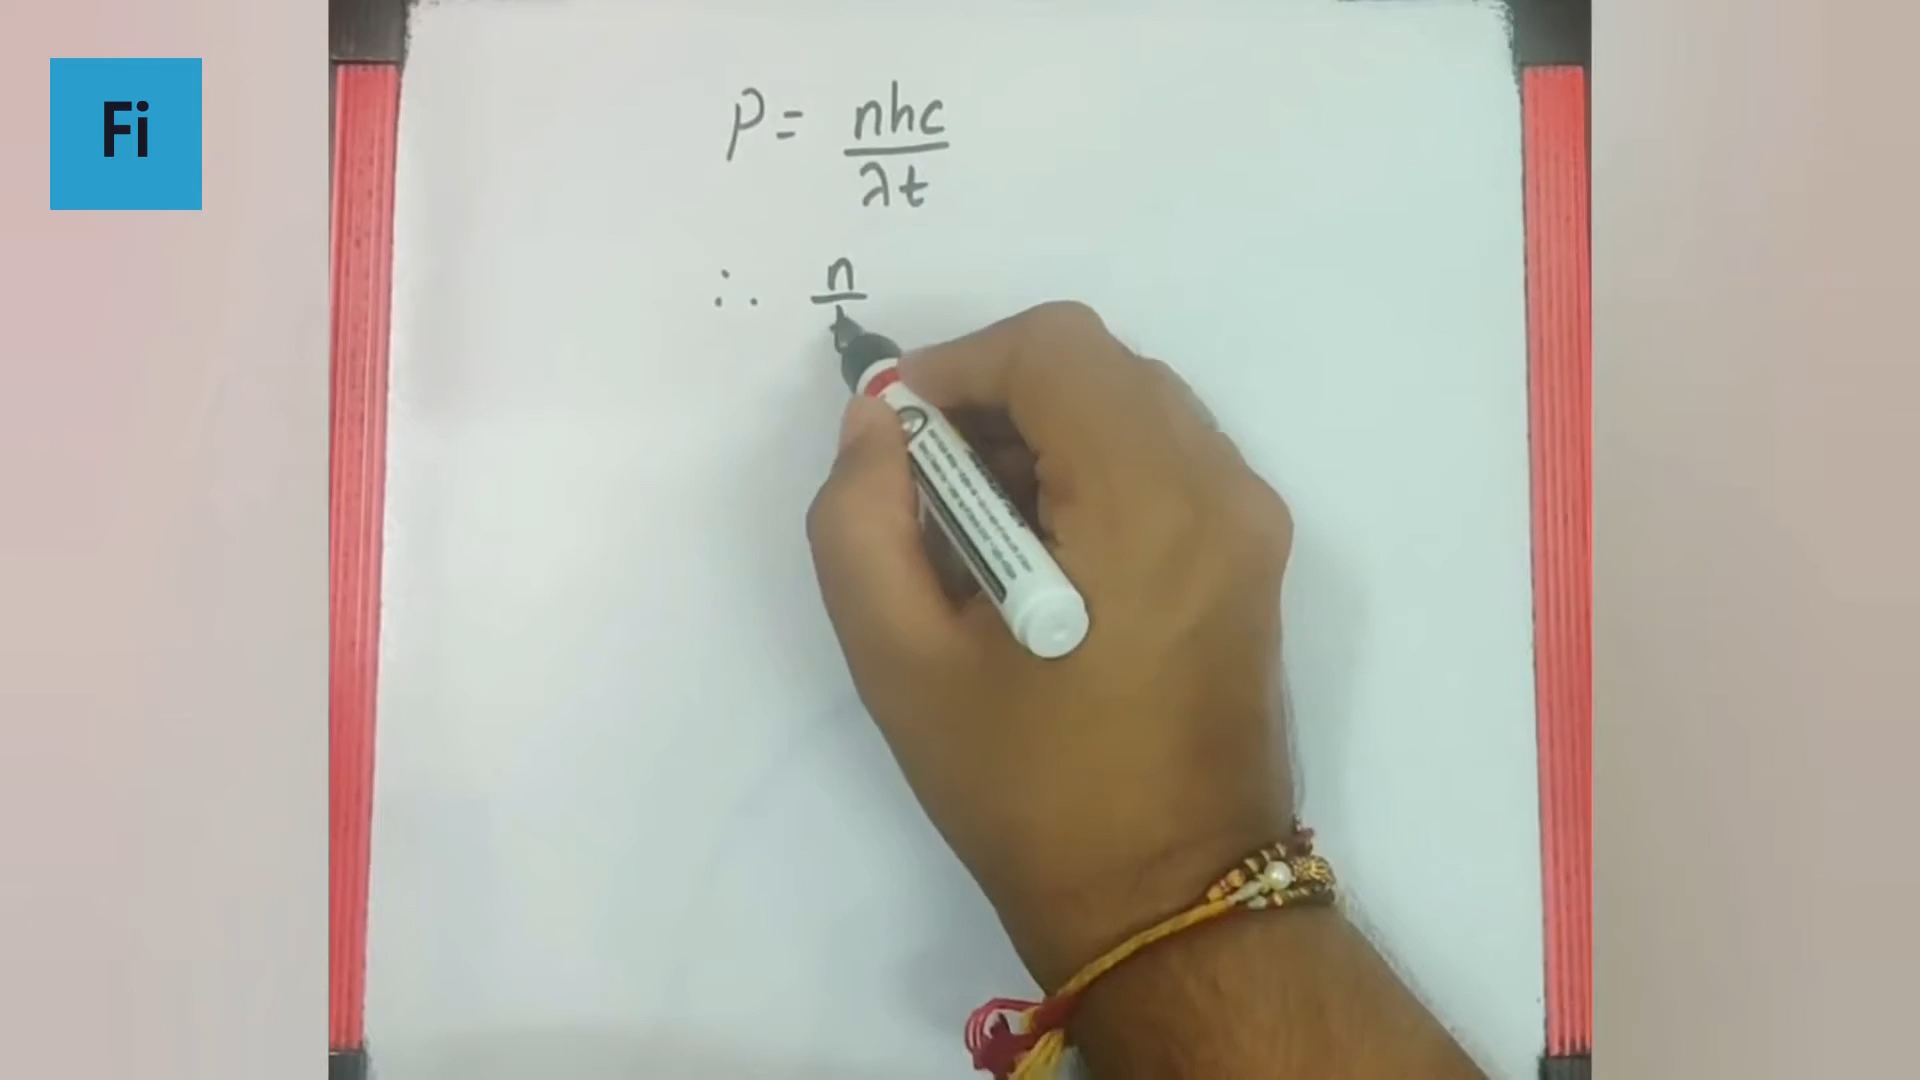 Fi
P = nhc / λt
∴ n /